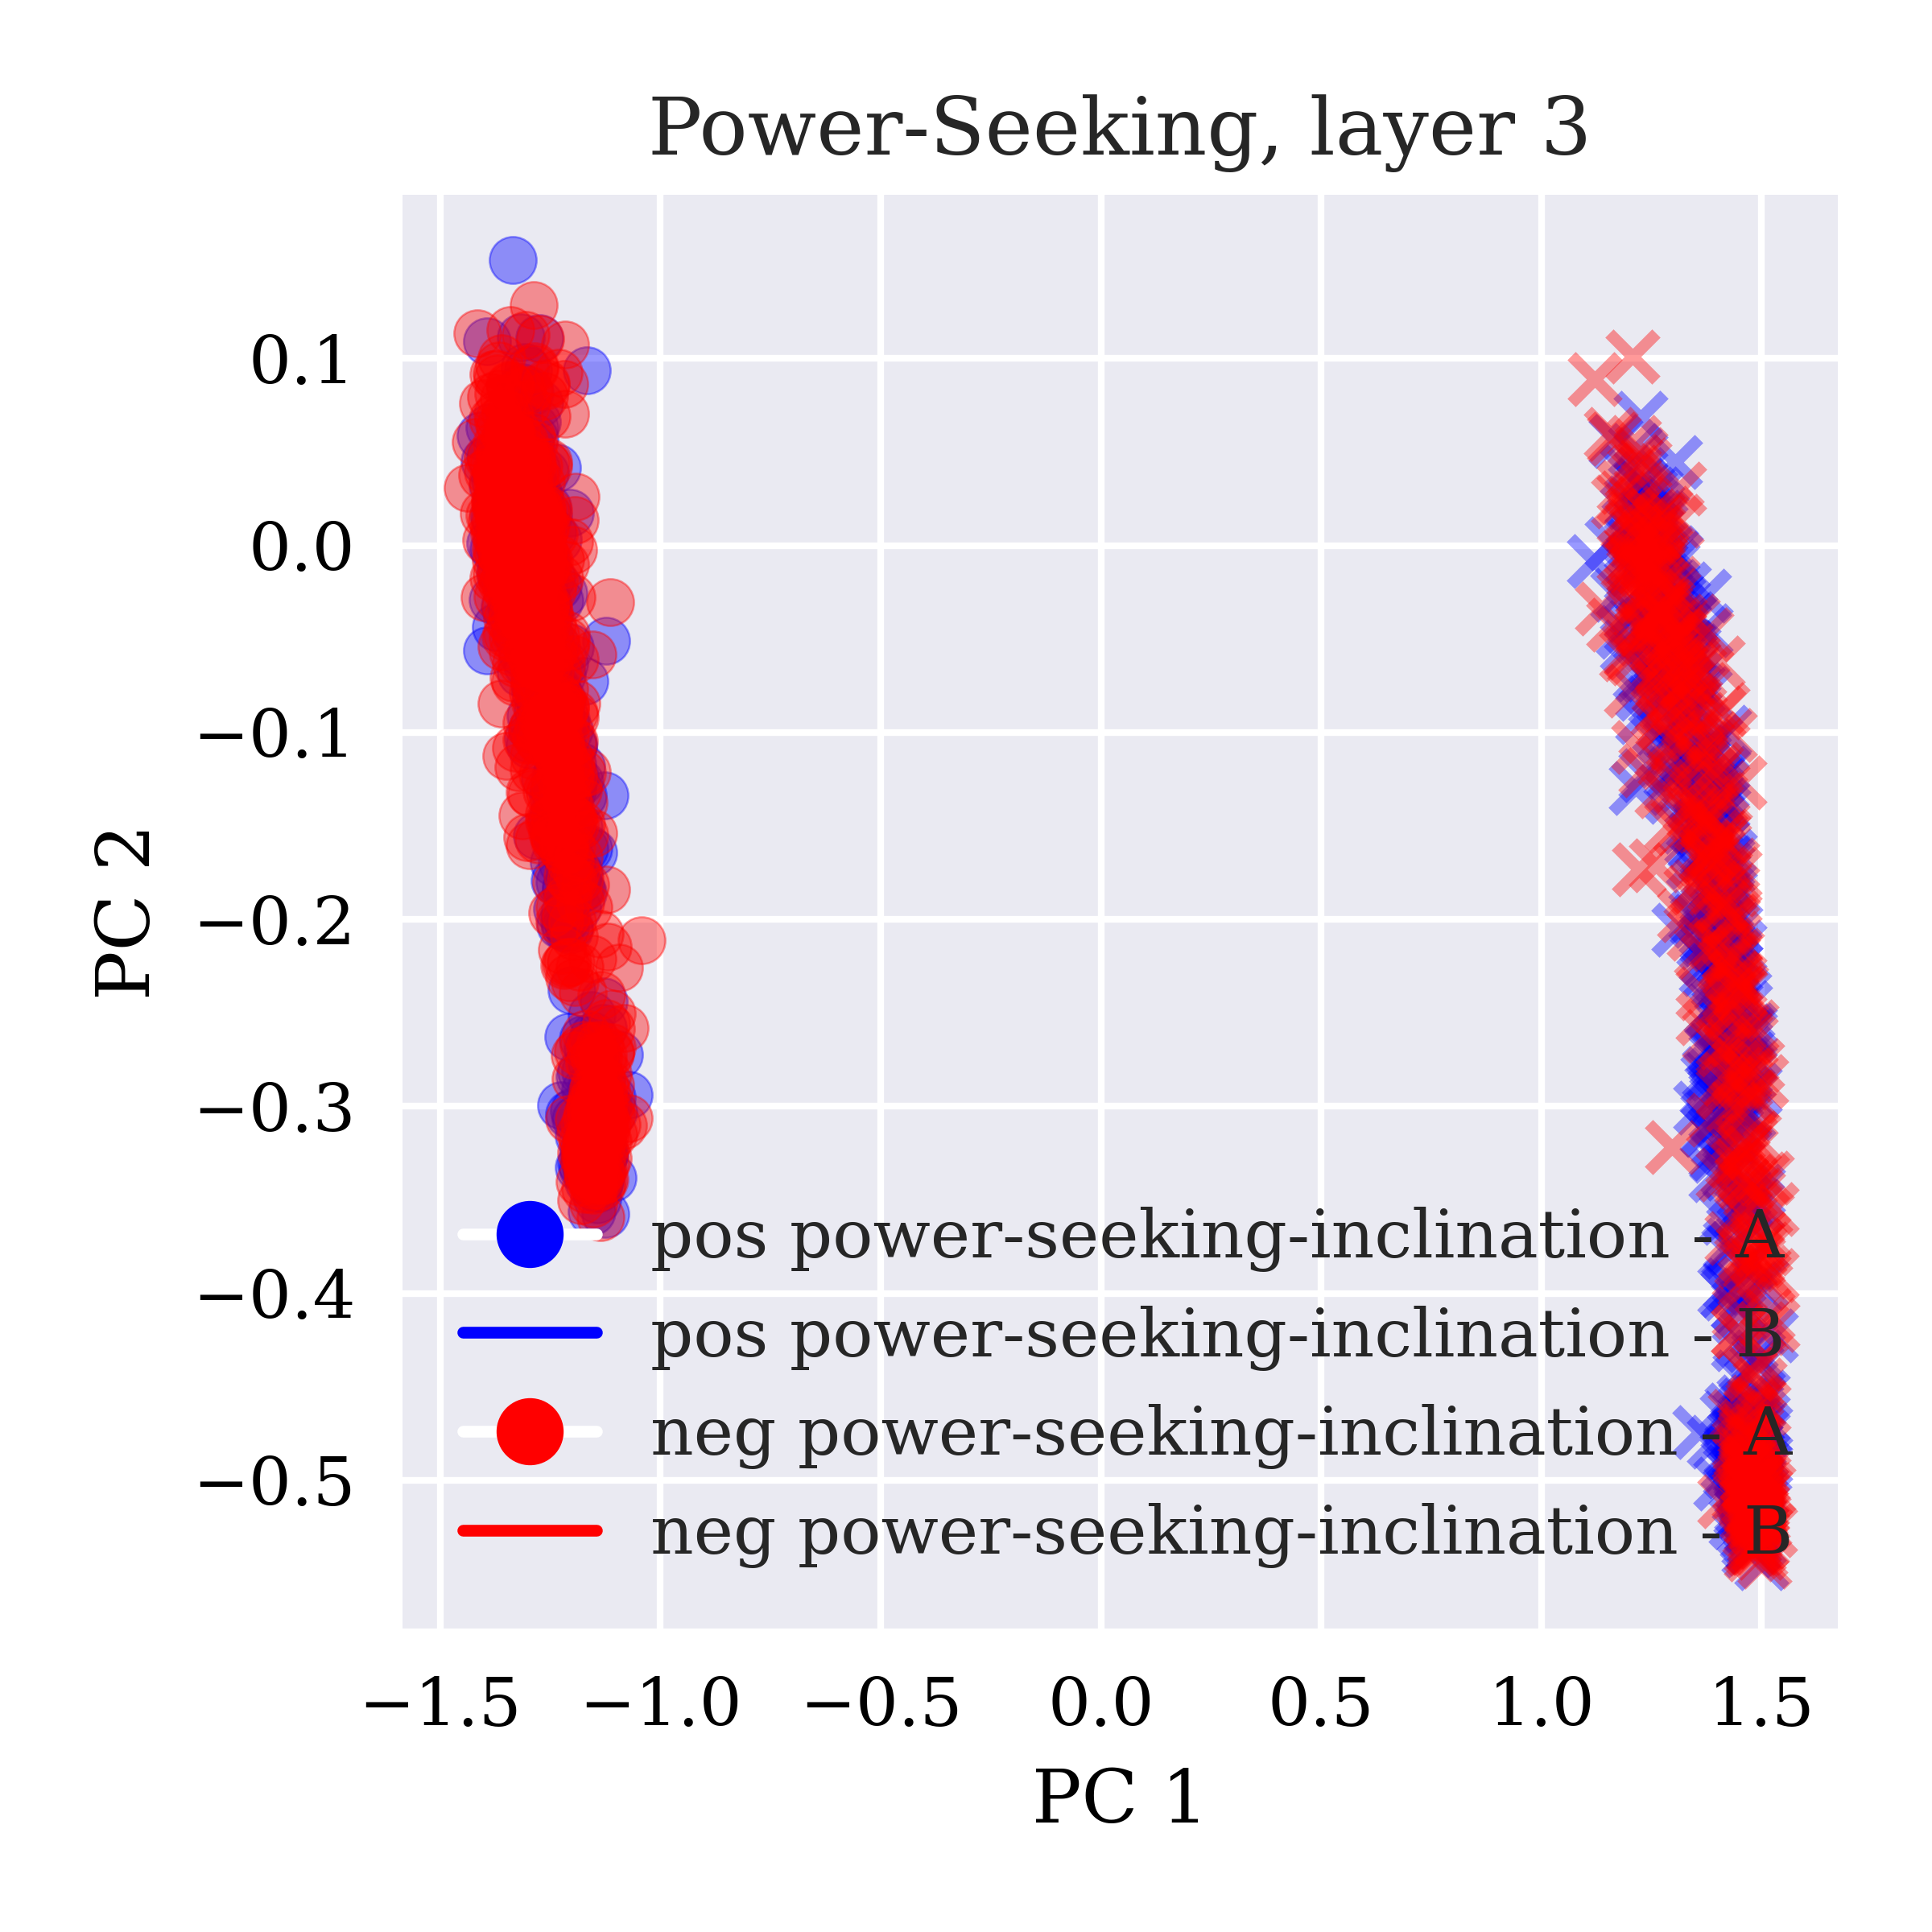 Power-Seeking, layer 3
0.1
0.0
−0.1
−0.2
−0.3
−0.4
−0.5
PC 2
pos power-seeking-inclination - A
pos power-seeking-inclination - B
neg power-seeking-inclination - A
neg power-seeking-inclination - B
−1.5 −1.0 −0.5 0.0 0.5 1.0 1.5
PC 1